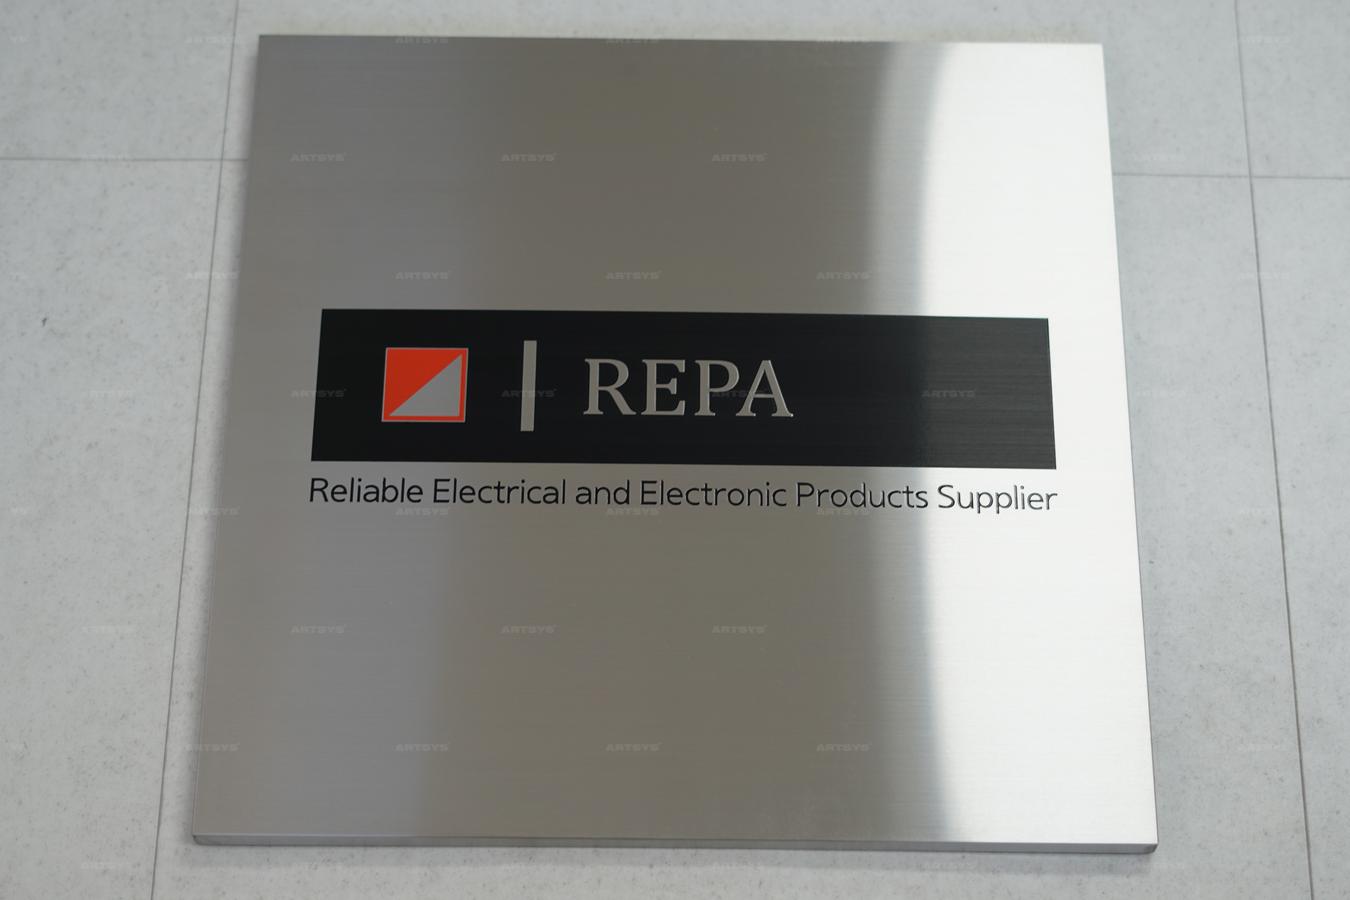 REPA
Reliable Electrical and Electronic Products Supplier
ARTSYS